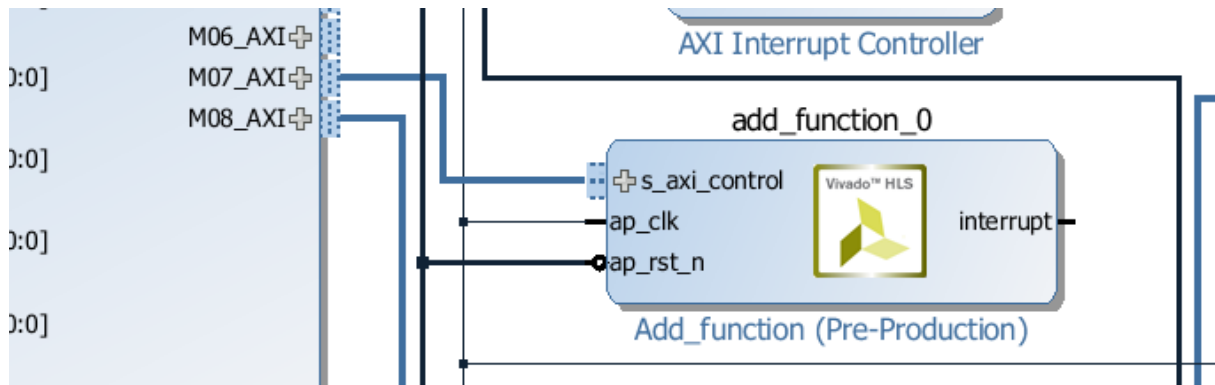 M06_AXI
AXI Interrupt Controller
0:0]
M07_AXI
M08_AXI
add_function_0
0:0]
s_axi_control
Vivado™ HLS
ap_clk
interrupt
0:0]
ap_rst_n
0:0]
Add_function (Pre-Production)